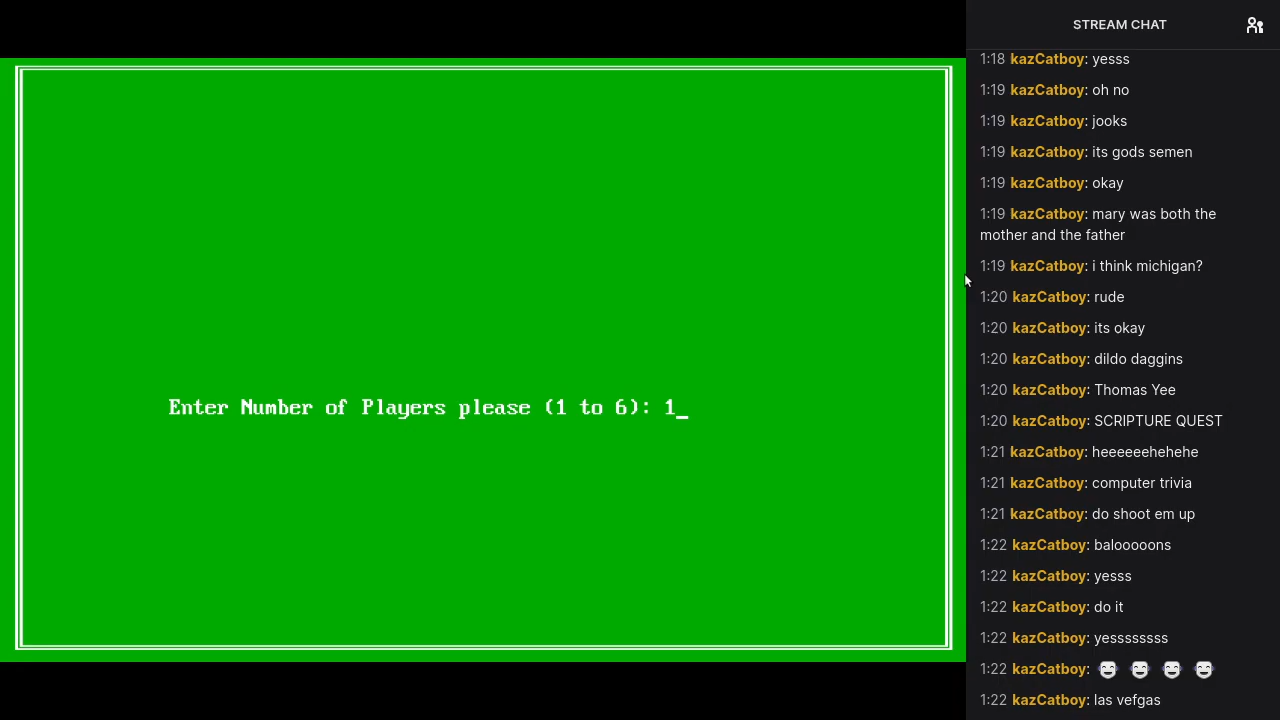 Enter Number of Players please (1 to 6): 1_
STREAM CHAT
1:18 kazCatboy: yesss
1:19 kazCatboy: oh no
1:19 kazCatboy: jooks
1:19 kazCatboy: its gods semen
1:19 kazCatboy: okay
1:19 kazCatboy: mary was both the
mother and the father
1:19 kazCatboy: i think michigan?
1:20 kazCatboy: rude
1:20 kazCatboy: its okay
1:20 kazCatboy: dildo daggins
1:20 kazCatboy: Thomas Yee
1:20 kazCatboy: SCRIPTURE QUEST
1:21 kazCatboy: heeeeeehehehe
1:21 kazCatboy: computer trivia
1:21 kazCatboy: do shoot em up
1:22 kazCatboy: balooooons
1:22 kazCatboy: yesss
1:22 kazCatboy: do it
1:22 kazCatboy: yessssssss
1:22 kazCatboy:
1:22 kazCatboy: las vefgas